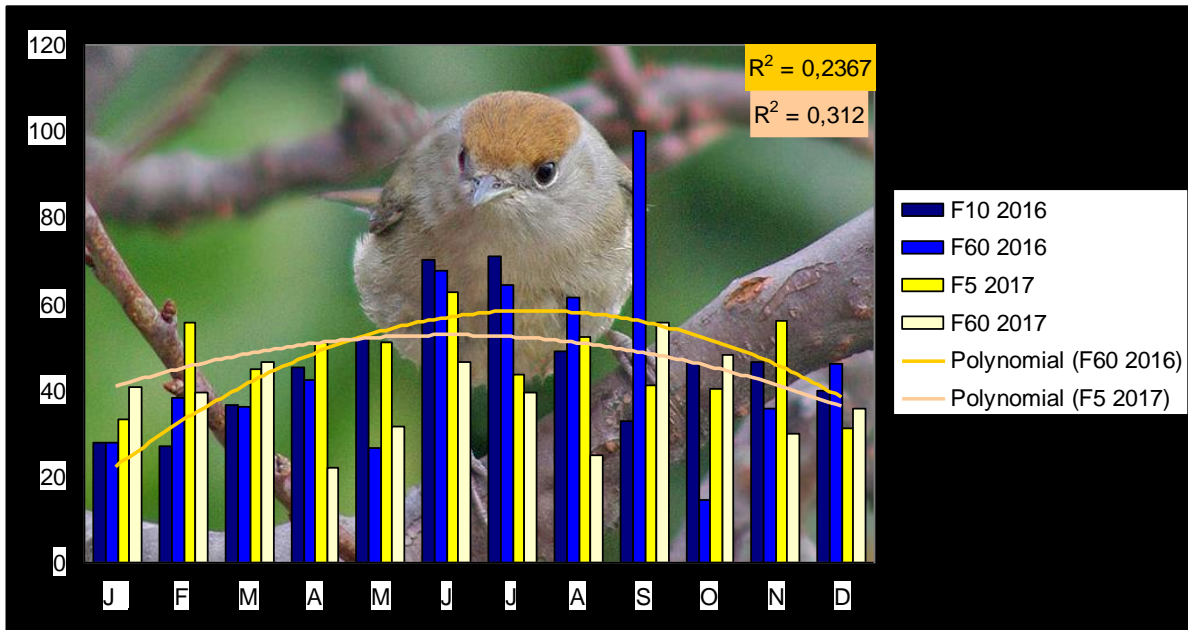 120
100
80
60
40
20
0
J F M A M J J A S O N D
R² = 0,2367
R² = 0,312
F10 2016
F60 2016
F5 2017
F60 2017
Polynomial (F60 2016)
Polynomial (F5 2017)